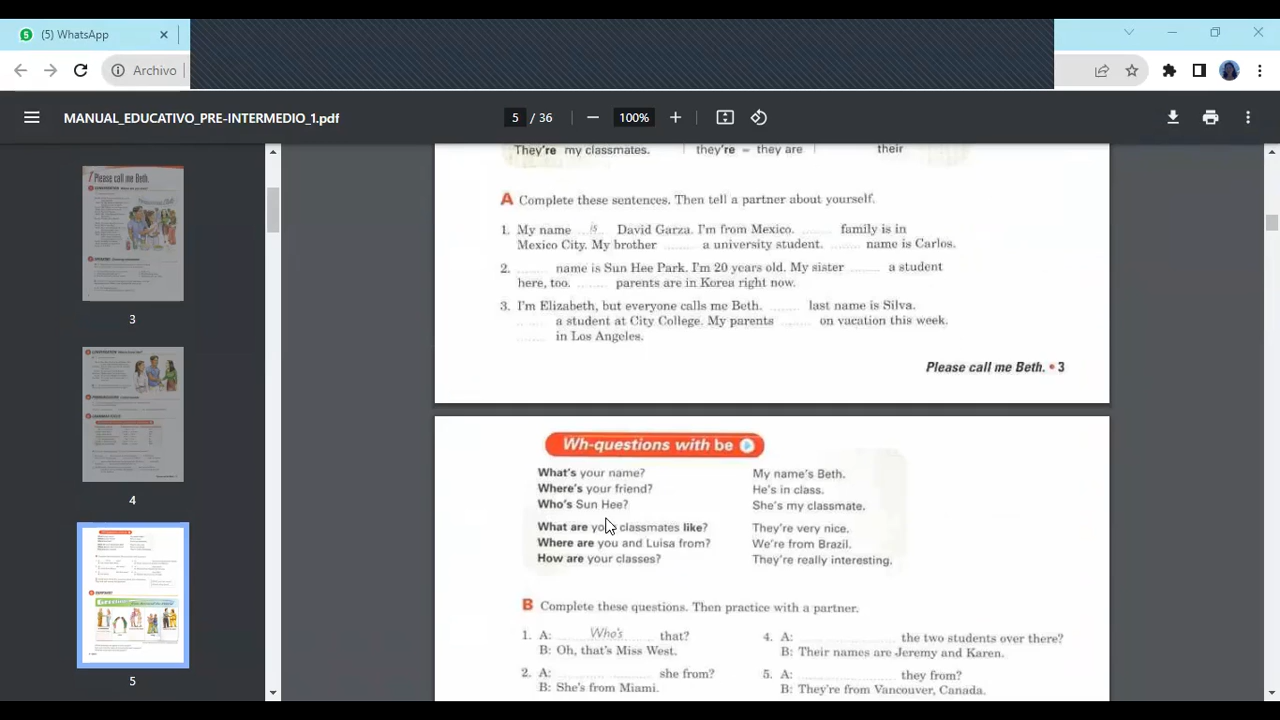 (5) WhatsApp
Archivo
MANUAL_EDUCATIVO_PRE-INTERMEDIO_1.pdf
5 / 36
100%
They're my classmates. they're = they are their
A Complete these sentences. Then tell a partner about yourself.
1. My name is David Garza. I'm from Mexico. ........ family is in
Mexico City. My brother ........ a university student. ........ name is Carlos.
2. ........ name is Sun Hee Park. I'm 20 years old. My sister ........ a student
here, too. ........ parents are in Korea right now.
3. I'm Elizabeth, but everyone calls me Beth. ........ last name is Silva.
........ a student at City College. My parents ........ on vacation this week.
........ in Los Angeles.
Please call me Beth. • 3
Wh-questions with be
What's your name? My name's Beth.
Where's your friend? He's in class.
Who's Sun Hee? She's my classmate.
What are you classmates like? They're very nice.
Where are you and Luisa from? We're from Brazil.
How are your classes? They're really interesting.
B Complete these questions. Then practice with a partner.
1. A: Who's that?
B: Oh, that's Miss West.
2. A: ........ she from?
B: She's from Miami.
4. A: ........ the two students over there?
B: Their names are Jeremy and Karen.
5. A: ........ they from?
B: They're from Vancouver, Canada.
3
4
5